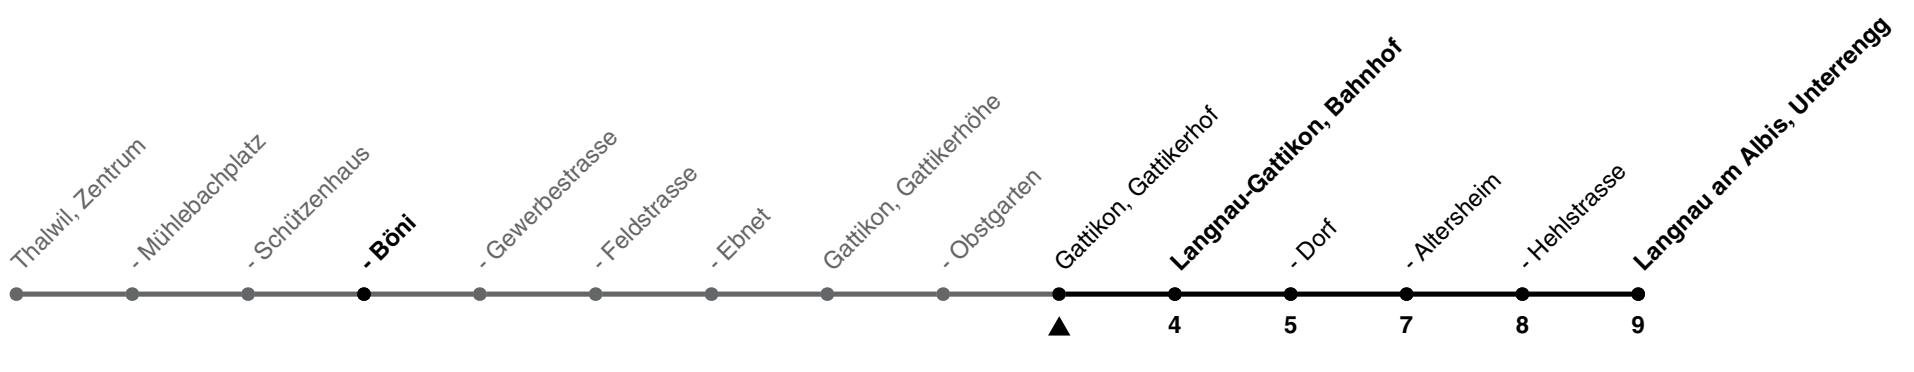 Thalwil, Zentrum
- Mühlebachplatz
- Schützenhaus
- Böni
- Gewerbestrasse
- Feldstrasse
- Ebnet
Gattikon, Gattikerhöhe
- Obstgarten
Gattikon, Gattikerhof
Langnau-Gattikon, Bahnhof
- Dorf
- Altersheim
- Hehlstrasse
Langnau am Albis, Unterrengg
4
5
7
8
9